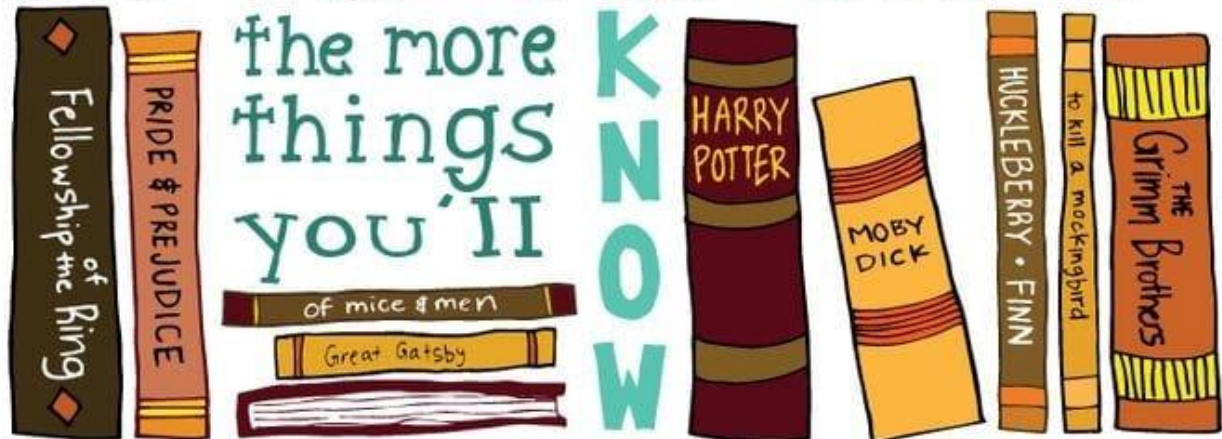 Fellowship
of
the Ring
PRIDE & PREJUDICE
the more
things
you'll
KNOW
of mice & men
Great Gatsby
HARRY
POTTER
MOBY
DICK
HUCKLEBERRY • FINN
to kill a mockingbird
THE
Grimm Brothers